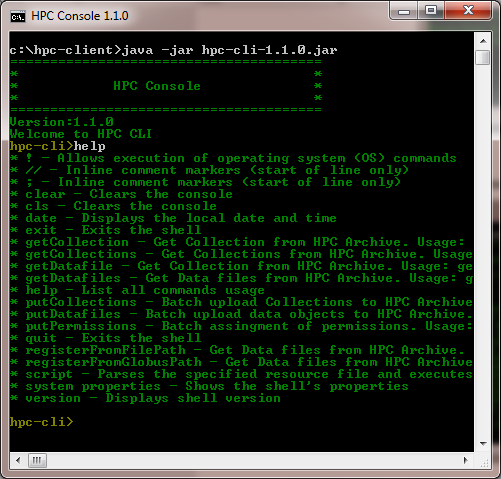 HPC Console 1.1.0
c:\hpc-client>java -jar hpc-cli-1.1.0.jar
=======================================
*                                     *
*            HPC Console              *
*                                     *
=======================================
Version:1.1.0
Welcome to HPC CLI
hpc-cli>help
* ! - Allows execution of operating system (OS) commands
* // - Inline comment markers (start of line only)
* ; - Inline comment markers (start of line only)
* clear - Clears the console
* cls - Clears the console
* date - Displays the local date and time
* exit - Exits the shell
* getCollection - Get Collection from HPC Archive. Usage:
* getCollections - Get Collections from HPC Archive. Usage
* getDatafile - Get Collection from HPC Archive. Usage: ge
* getDatafiles - Get Data files from HPC Archive. Usage: g
* help - List all commands usage
* putCollections - Batch upload Collections to HPC Archive
* putDatafiles - Batch upload data objects to HPC Archive.
* putPermissions - Batch assingment of permissions. Usage:
* quit - Exits the shell
* registerFromFilePath - Get Data files from HPC Archive.
* registerFromGlobusPath - Get Data files from HPC Archive
* script - Parses the specified resource file and executes
* system properties - Shows the shell's properties
* version - Displays shell version
hpc-cli>